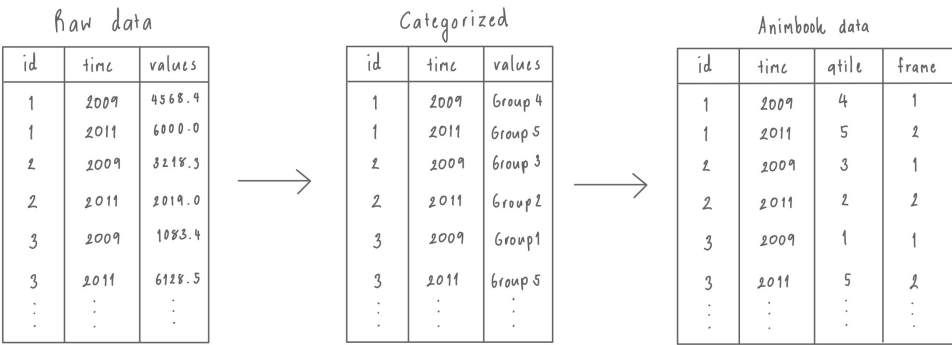 Raw data
id time values
1 2009 4568.4
1 2011 6000.0
2 2009 3218.3
2 2011 2019.0
3 2009 1083.4
3 2011 6128.5
Categorized
id time values
1 2009 Group 4
1 2011 Group 5
2 2009 Group 3
2 2011 Group 2
3 2009 Group1
3 2011 Group 5
Animbook data
id time qtile frame
1 2009 4 1
1 2011 5 2
2 2009 3 1
2 2011 2 2
3 2009 1 1
3 2011 5 2